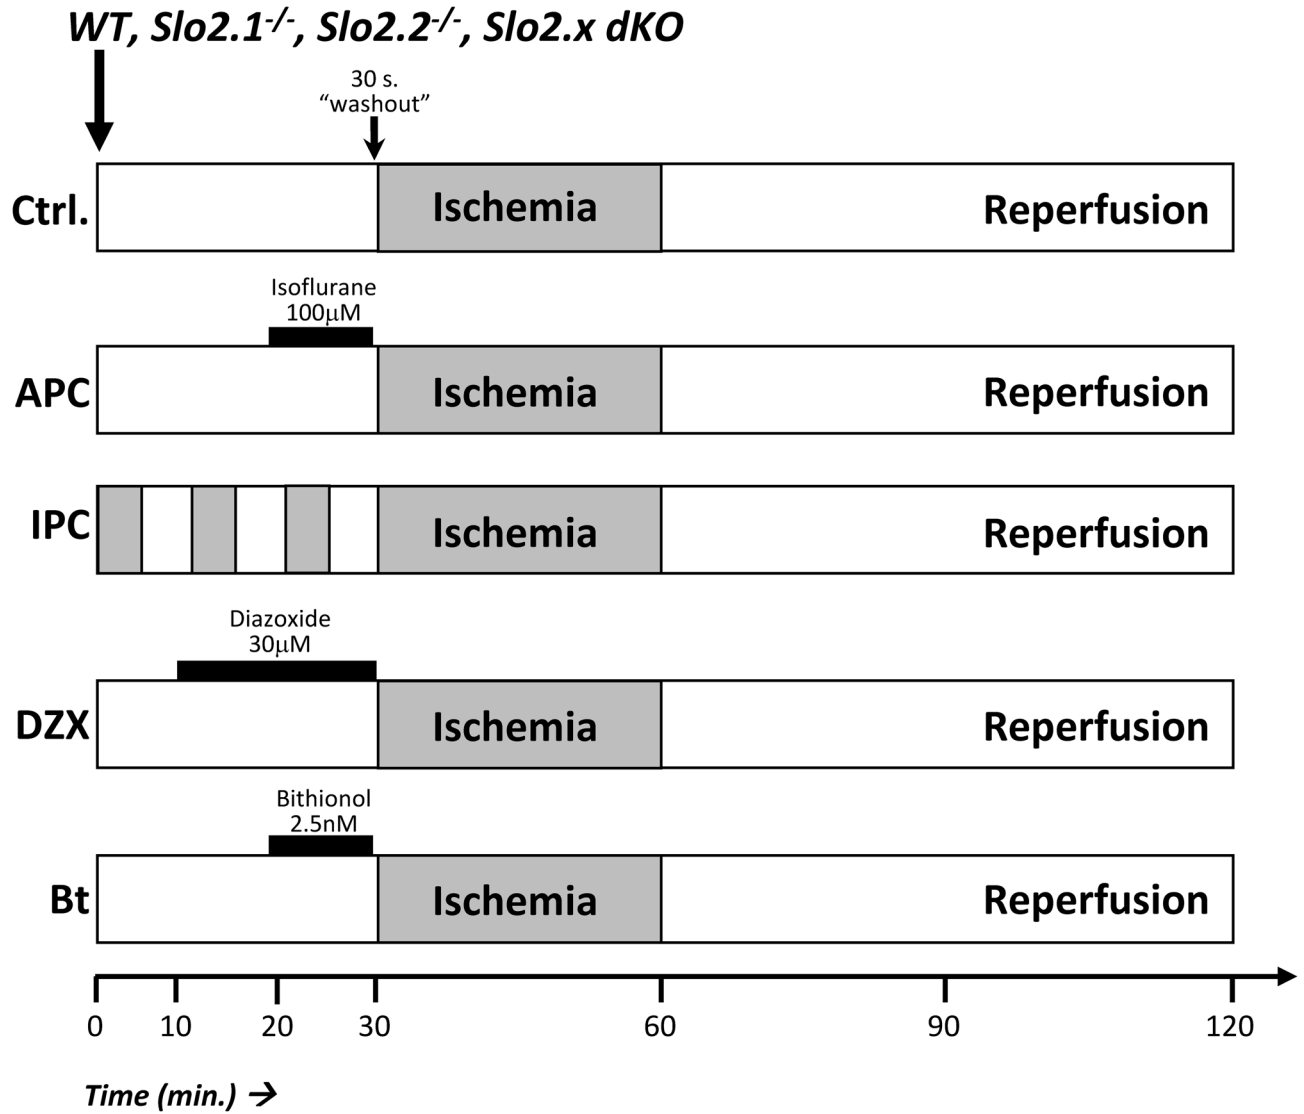 WT, Slo2.1-/-, Slo2.2-/-, Slo2.x dKO
30 s.
“washout”
Ctrl.
Ischemia
Reperfusion
Isoflurane
100μM
APC
Ischemia
Reperfusion
IPC
Ischemia
Reperfusion
Diazoxide
30μM
DZX
Ischemia
Reperfusion
Bithionol
2.5nM
Bt
Ischemia
Reperfusion
0 10 20 30 60 90 120
Time (min.) →